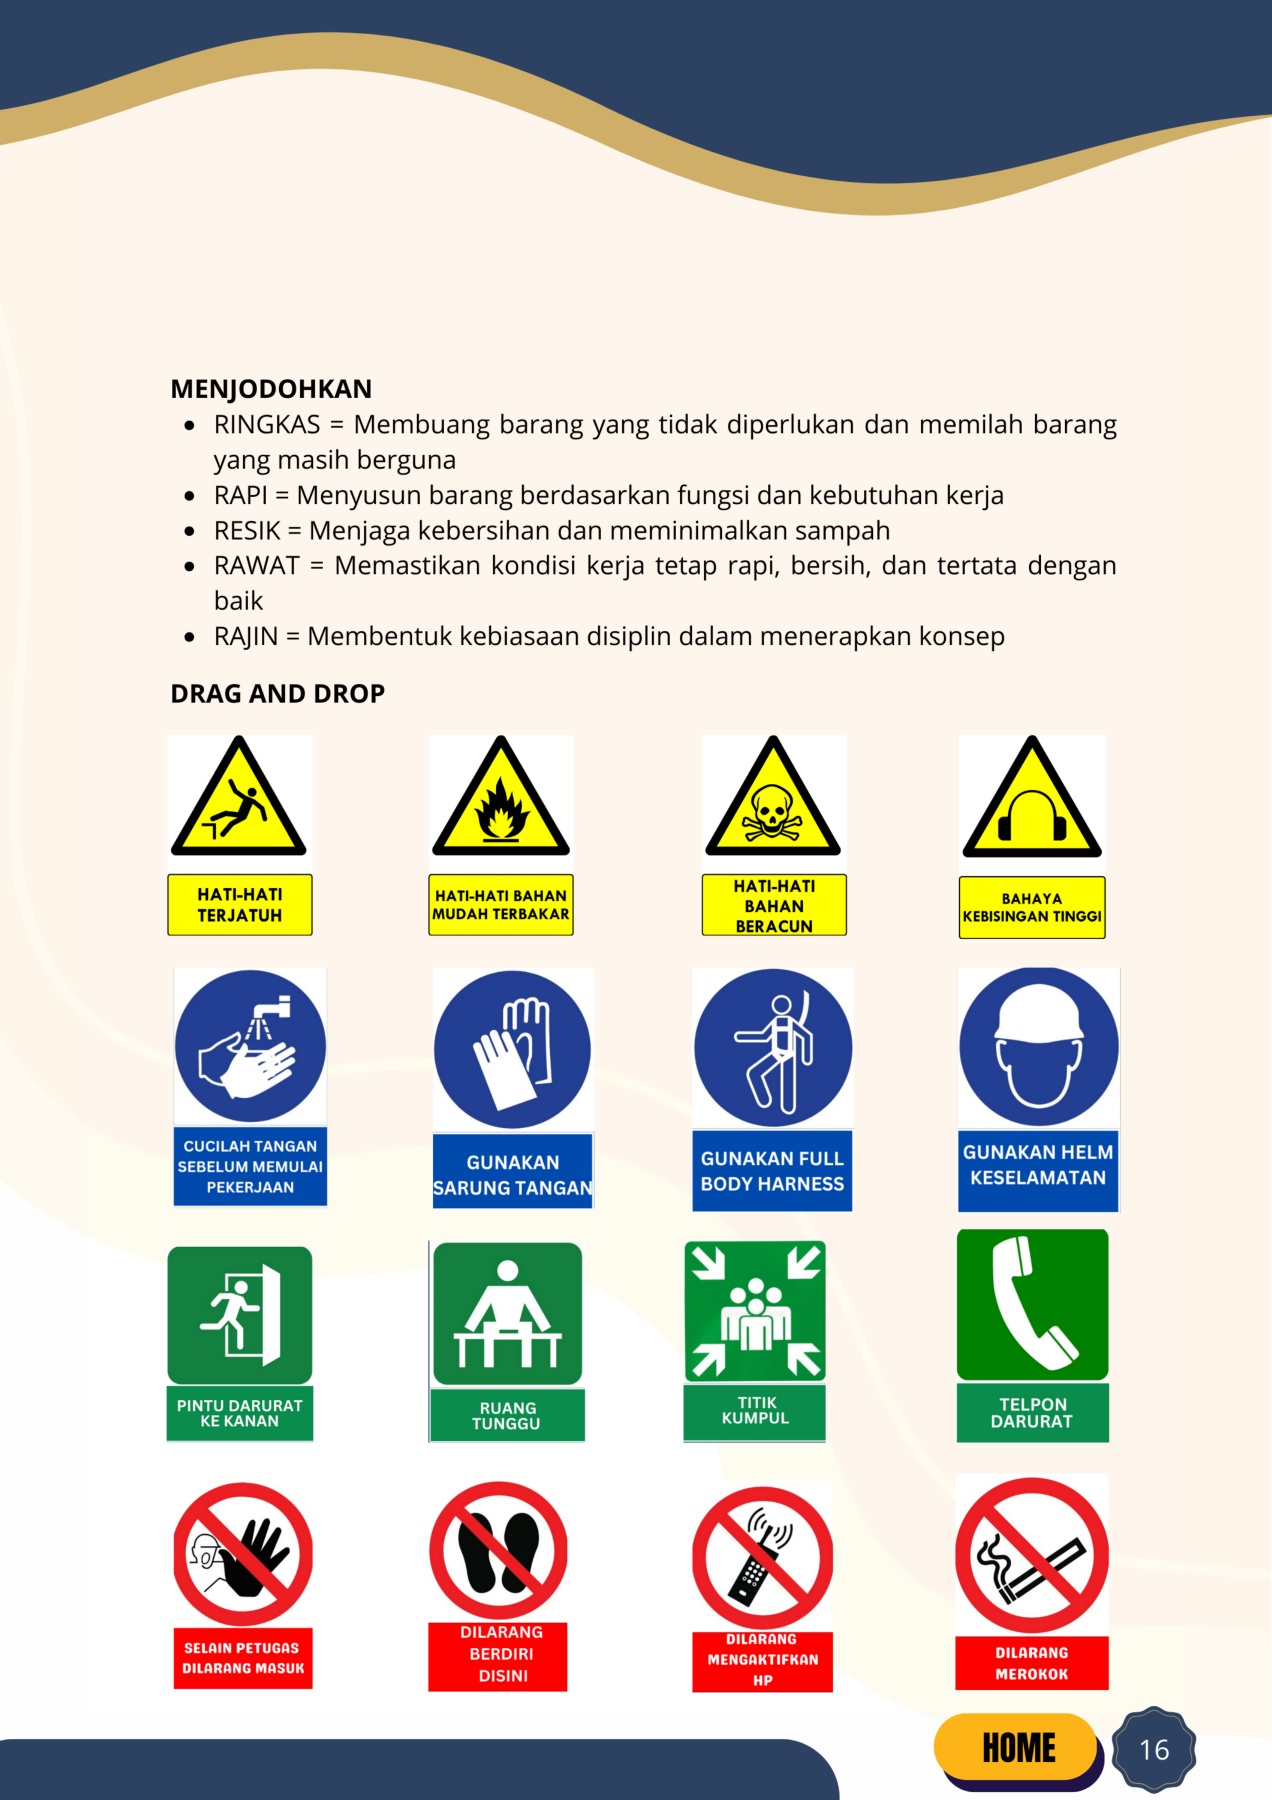 MENJODOHKAN
• RINGKAS = Membuang barang yang tidak diperlukan dan memilah barang
yang masih berguna
• RAPI = Menyusun barang berdasarkan fungsi dan kebutuhan kerja
• RESIK = Menjaga kebersihan dan meminimalkan sampah
• RAWAT = Memastikan kondisi kerja tetap rapi, bersih, dan tertata dengan
baik
• RAJIN = Membentuk kebiasaan disiplin dalam menerapkan konsep
DRAG AND DROP
HATI-HATI
TERJATUH
HATI-HATI BAHAN
MUDAH TERBAKAR
HATI-HATI
BAHAN
BERACUN
BAHAYA
KEBISINGAN TINGGI
CUCILAH TANGAN
SEBELUM MEMULAI
PEKERJAAN
GUNAKAN
SARUNG TANGAN
GUNAKAN FULL
BODY HARNESS
GUNAKAN HELM
KESELAMATAN
PINTU DARURAT
KE KANAN
RUANG
TUNGGU
TITIK
KUMPUL
TELPON
DARURAT
SELAIN PETUGAS
DILARANG MASUK
DILARANG
BERDIRI
DISINI
DILARANG
MENGAKTIFKAN
HP
DILARANG
MEROKOK
HOME
16